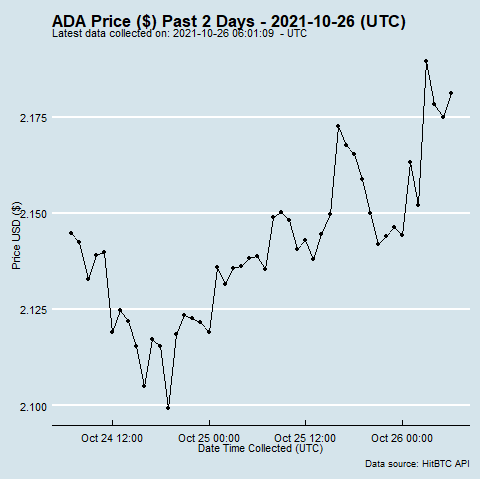 ADA Price ($) Past 2 Days - 2021-10-26 (UTC)
Latest data collected on: 2021-10-26 06:01:09 - UTC
2.175
2.150
2.125
2.100
Price USD ($)
Oct 24 12:00
Oct 25 00:00
Oct 25 12:00
Oct 26 00:00
Date Time Collected (UTC)
Data source: HitBTC API